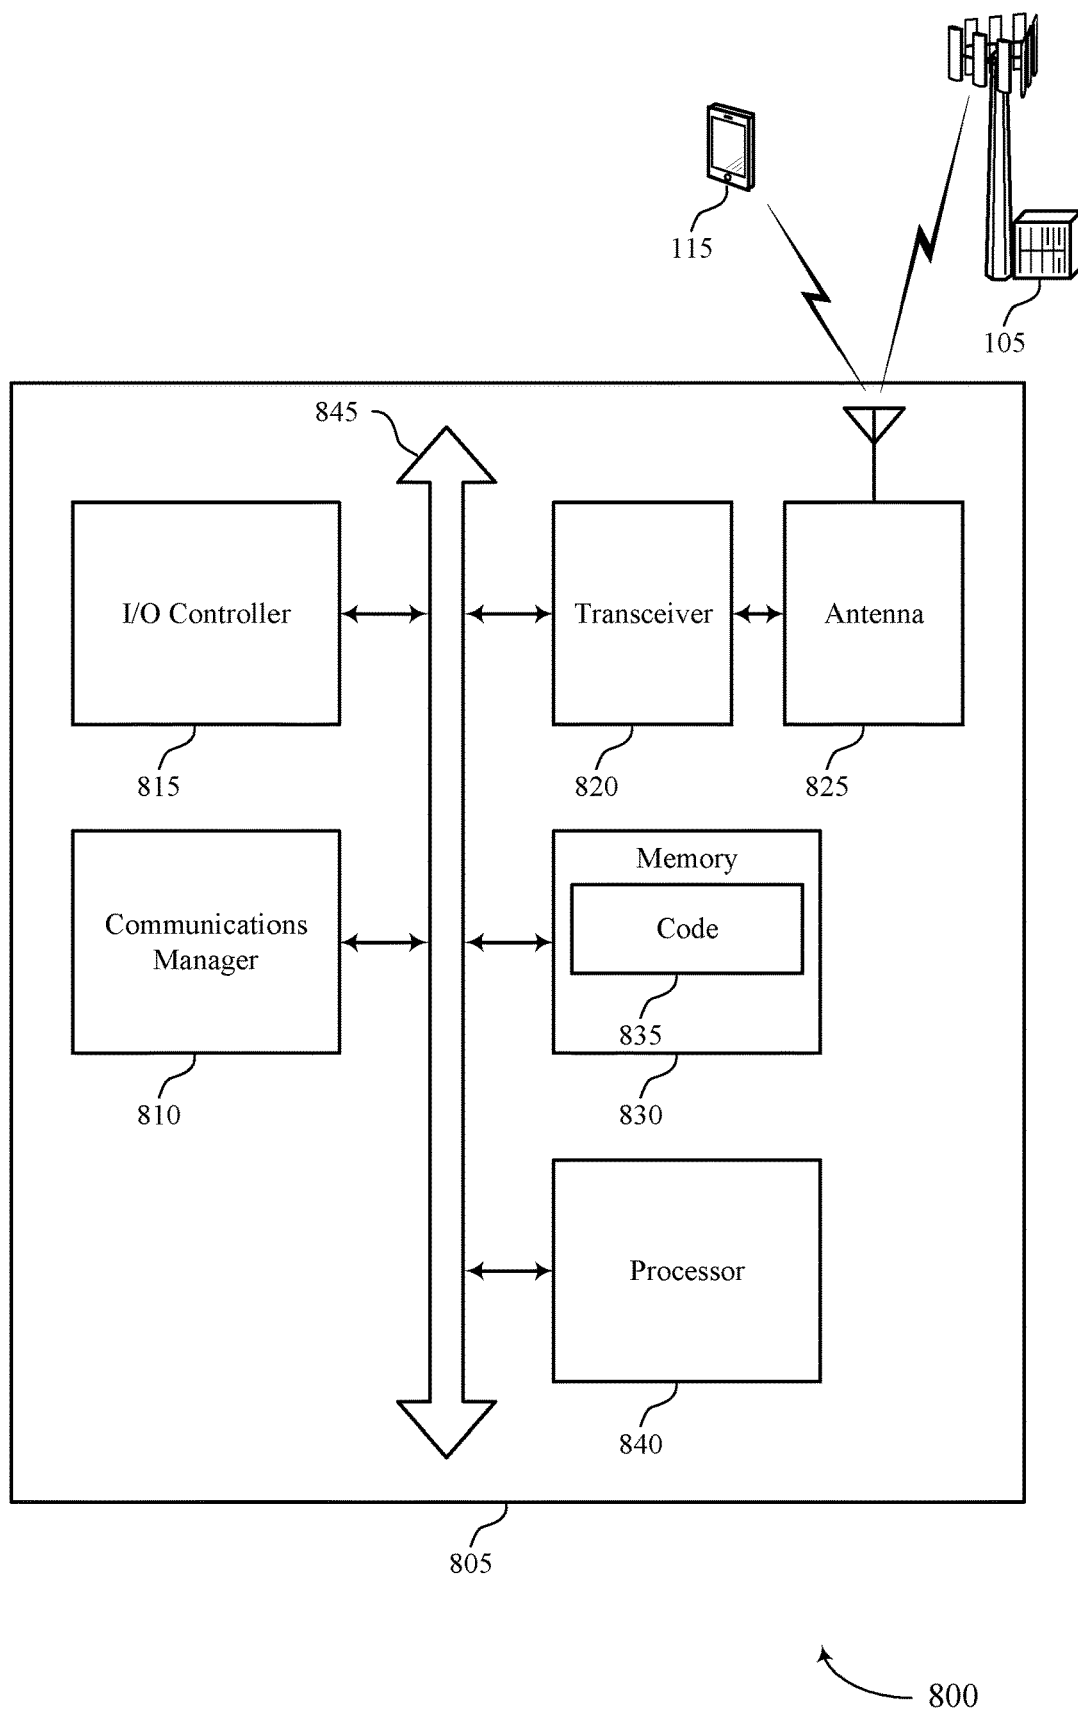 115
105
845
I/O Controller
Transceiver
Antenna
815
820
825
Communications
Manager
Memory
Code
835
810
830
Processor
840
805
800